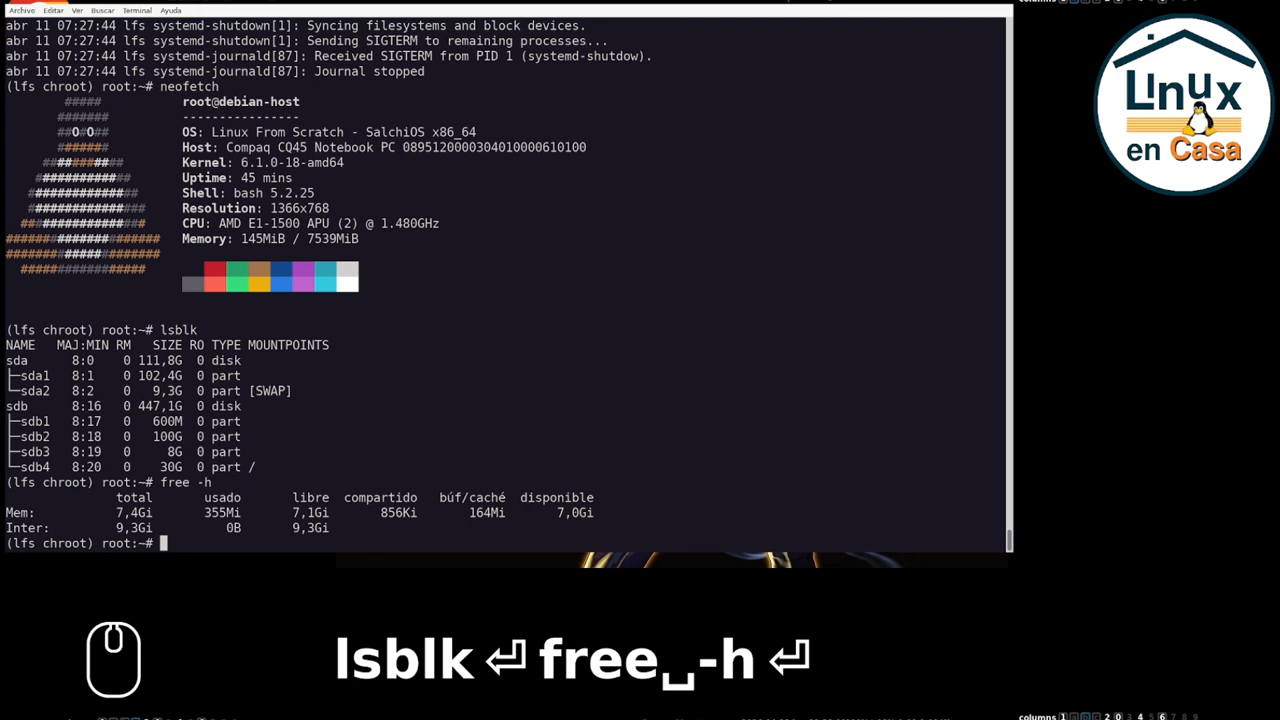 Archivo Editar Ver Buscar Terminal Ayuda
abr 11 07:27:44 lfs systemd-shutdown[1]: Syncing filesystems and block devices.
abr 11 07:27:44 lfs systemd-shutdown[1]: Sending SIGTERM to remaining processes...
abr 11 07:27:44 lfs systemd-journald[87]: Received SIGTERM from PID 1 (systemd-shutdow).
abr 11 07:27:44 lfs systemd-journald[87]: Journal stopped
(lfs chroot) root:~# neofetch
##### root@debian-host
####### -----------------
##O#O## OS: Linux From Scratch - SalchiOS x86_64
####### Host: Compaq CQ45 Notebook PC 0895120000304010000610100
########### Kernel: 6.1.0-18-amd64
############# Uptime: 45 mins
############### Shell: bash 5.2.25
################ Resolution: 1366x768
################# CPU: AMD E1-1500 APU (2) @ 1.480GHz
##################### Memory: 145MiB / 7539MiB
#####################
#################
(lfs chroot) root:~# lsblk
NAME MAJ:MIN RM SIZE RO TYPE MOUNTPOINTS
sda 8:0 0 111,8G 0 disk
├─sda1 8:1 0 102,4G 0 part
└─sda2 8:2 0 9,3G 0 part [SWAP]
sdb 8:16 0 447,1G 0 disk
├─sdb1 8:17 0 600M 0 part
├─sdb2 8:18 0 100G 0 part
├─sdb3 8:19 0 8G 0 part
└─sdb4 8:20 0 30G 0 part /
(lfs chroot) root:~# free -h
total usado libre compartido búf/caché disponible
Mem: 7,4Gi 355Mi 7,1Gi 856Ki 164Mi 7,0Gi
Inter: 9,3Gi 0B 9,3Gi
(lfs chroot) root:~#
Linux
en Casa
lsblk ⏎ free␣-h ⏎
columns